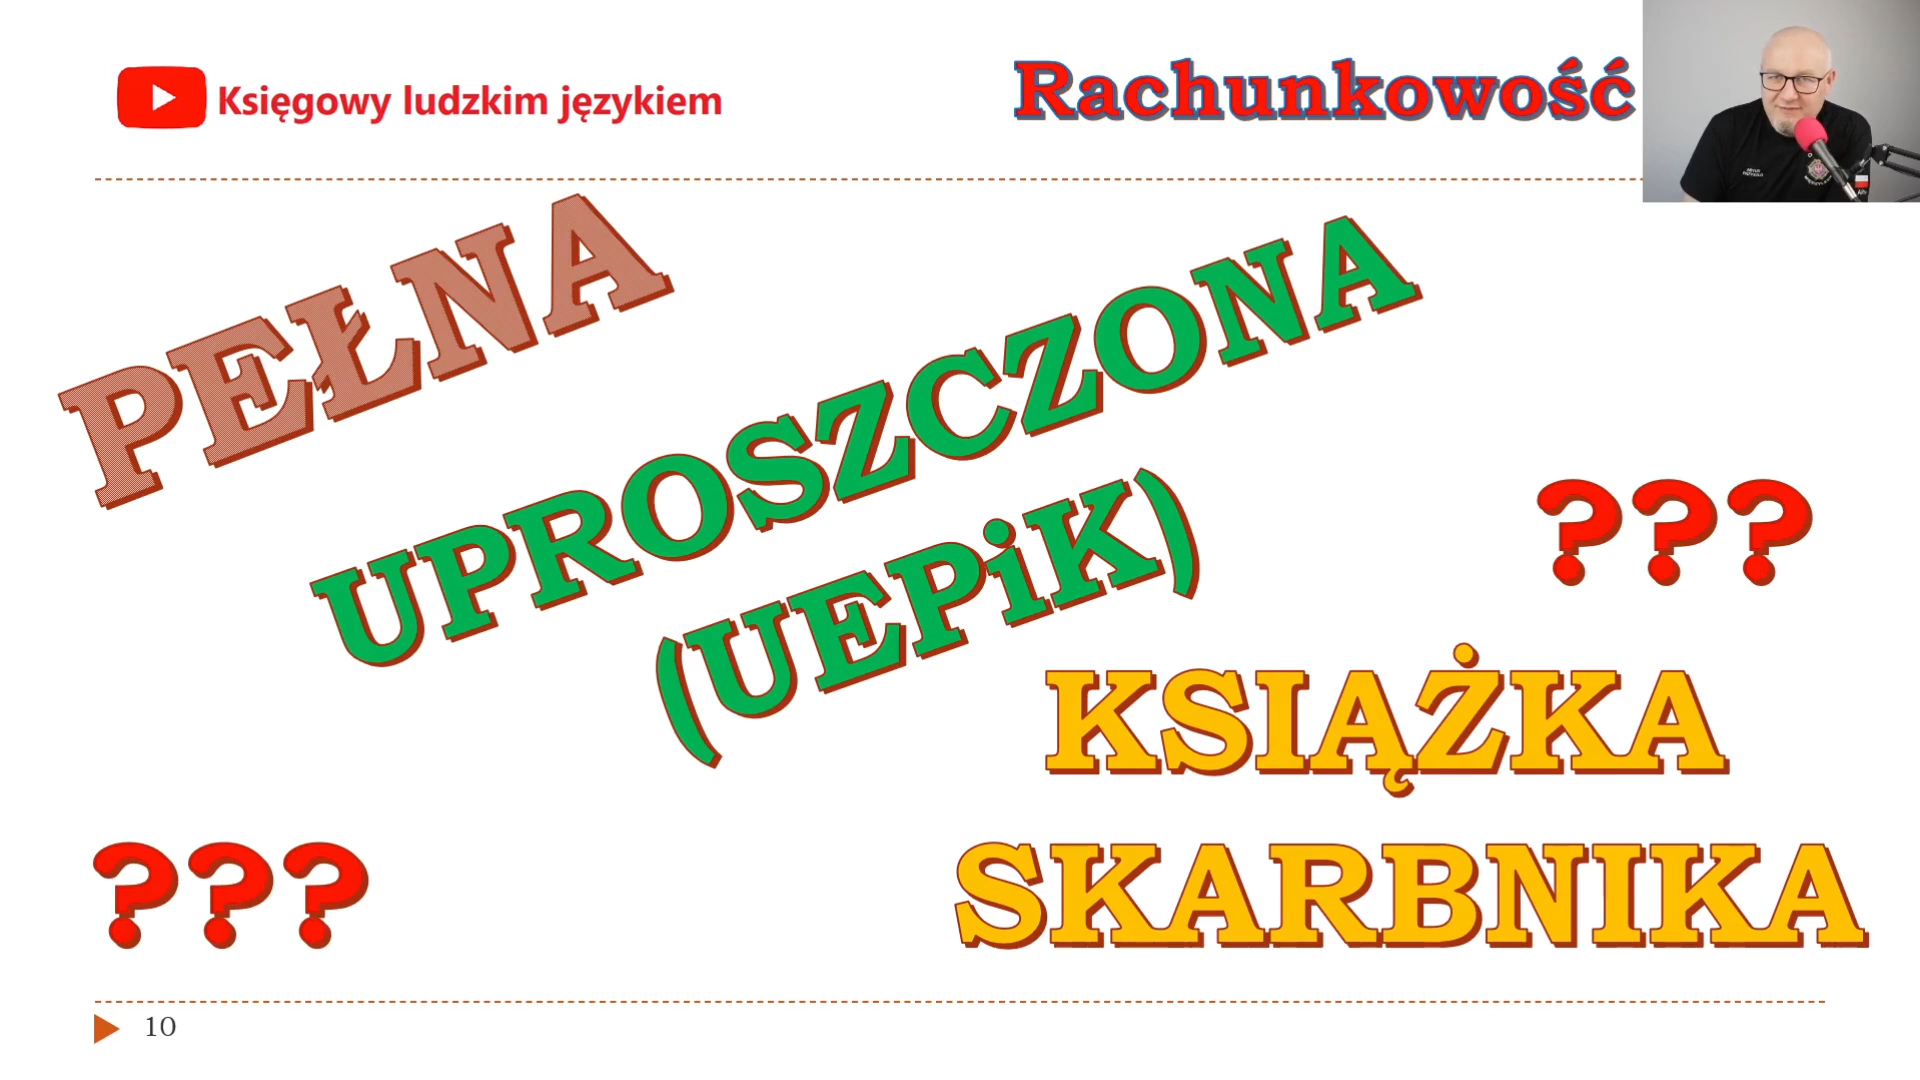 Księgowy ludzkim językiem
Rachunkowość
PEŁNA
UPROSZCZONA
(UEPiK)
???
KSIĄŻKA
SKARBNIKA
???
10